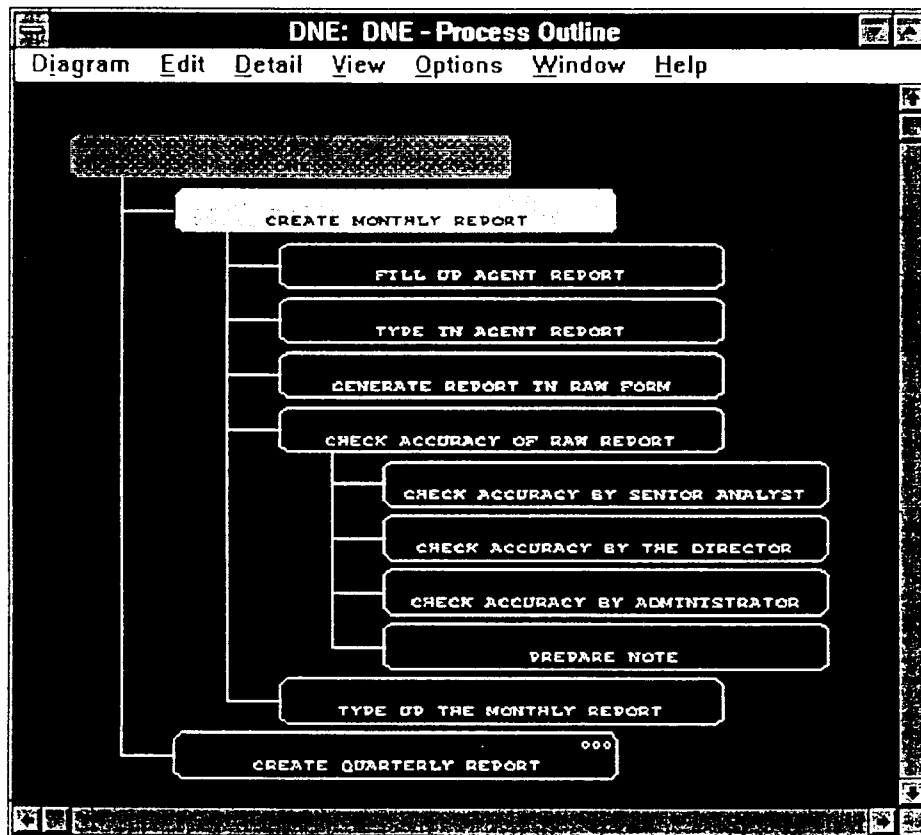 DNE: DNE - Process Outline
Diagram Edit Detail View Options Window Help
CREATE MONTHLY REPORT
FILL UP AGENT REPORT
TYPE IN AGENT REPORT
GENERATE REPORT IN RAW FORM
CHECK ACCURACY OF RAW REPORT
CHECK ACCURACY BY SENIOR ANALYST
CHECK ACCURACY BY THE DIRECTOR
CHECK ACCURACY BY ADMINISTRATOR
PREPARE NOTE
TYPE UP THE MONTHLY REPORT
CREATE QUARTERLY REPORT